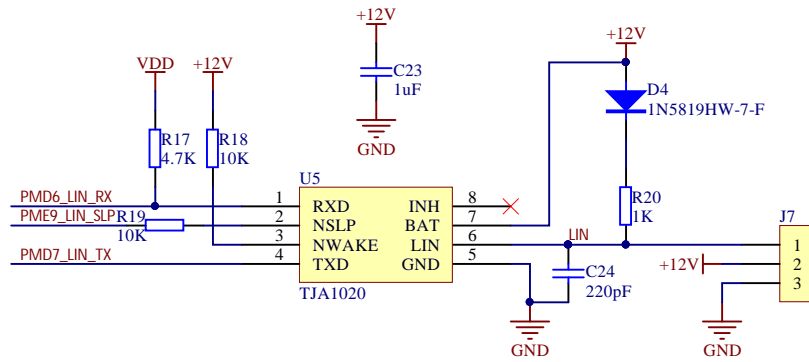 +12V
+12V
VDD
+12V
C23
1uF
D4
1N5819HW-7-F
R17
4.7K
R18
10K
GND
U5
PMD6_LIN_RX
1
RXD
INH
8
R20
1K
PME9_LIN_SLP
R19
10K
2
NSLP
BAT
7
J7
3
NWAKE
LIN
6
LIN
1
PMD7_LIN_TX
4
TXD
GND
5
+12V
2
3
C24
220pF
TJA1020
GND
GND